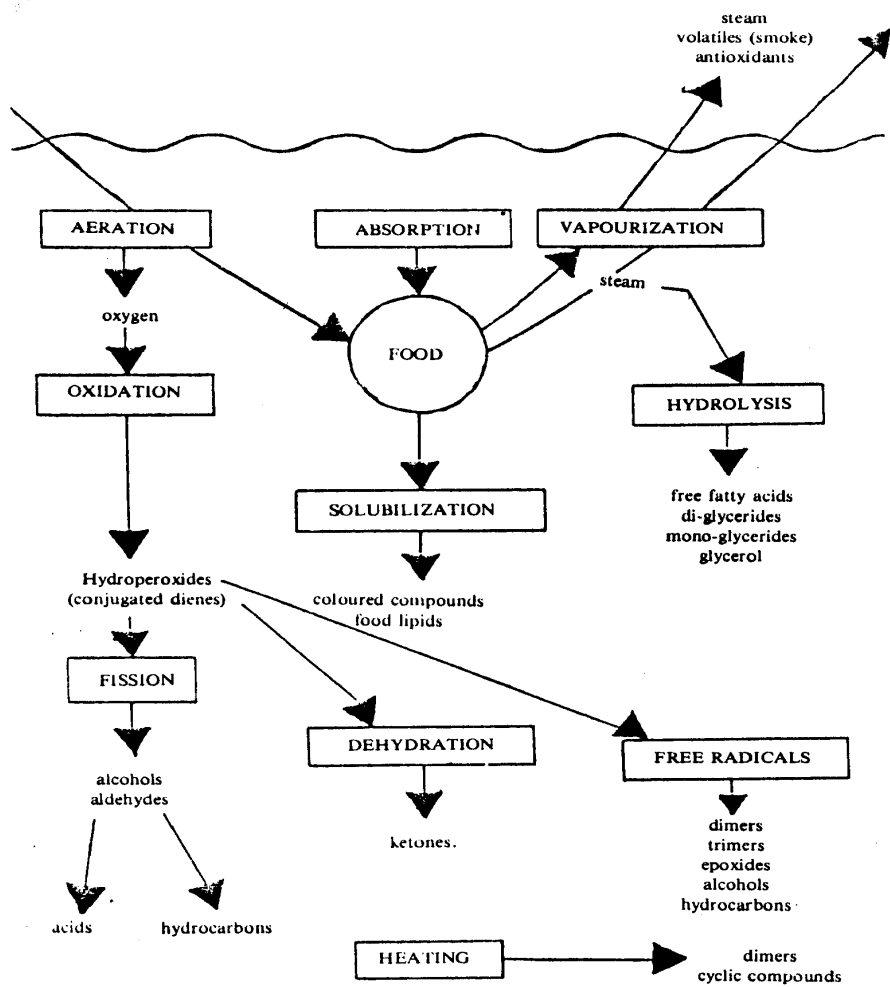 steam
volatiles (smoke)
antioxidants
AERATION
ABSORPTION
VAPOURIZATION
steam
oxygen
FOOD
OXIDATION
HYDROLYSIS
SOLUBILIZATION
free fatty acids
di-glycerides
mono-glycerides
glycerol
Hydroperoxides
(conjugated dienes)
coloured compounds
food lipids
FISSION
DEHYDRATION
FREE RADICALS
alcohols
aldehydes
ketones.
dimers
trimers
epoxides
alcohols
hydrocarbons
acids
hydrocarbons
HEATING
dimers
cyclic compounds